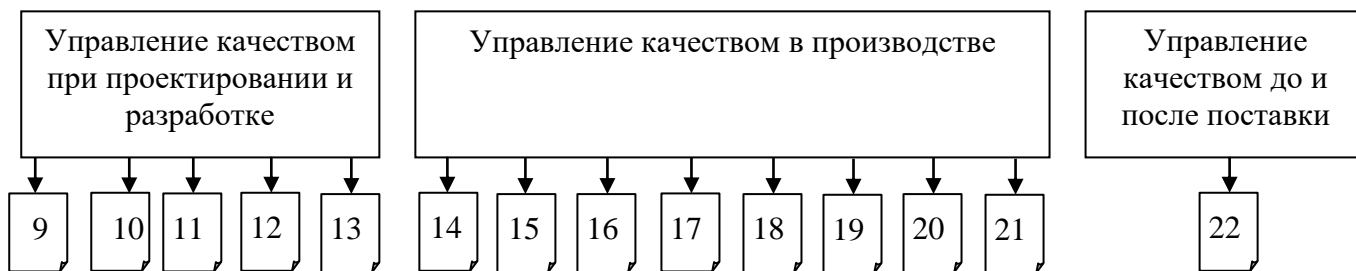 Управление качеством
при проектировании и
разработке
Управление качеством в производстве
Управление
качеством до и
после поставки
9 10 11 12 13 14 15 16 17 18 19 20 21 22